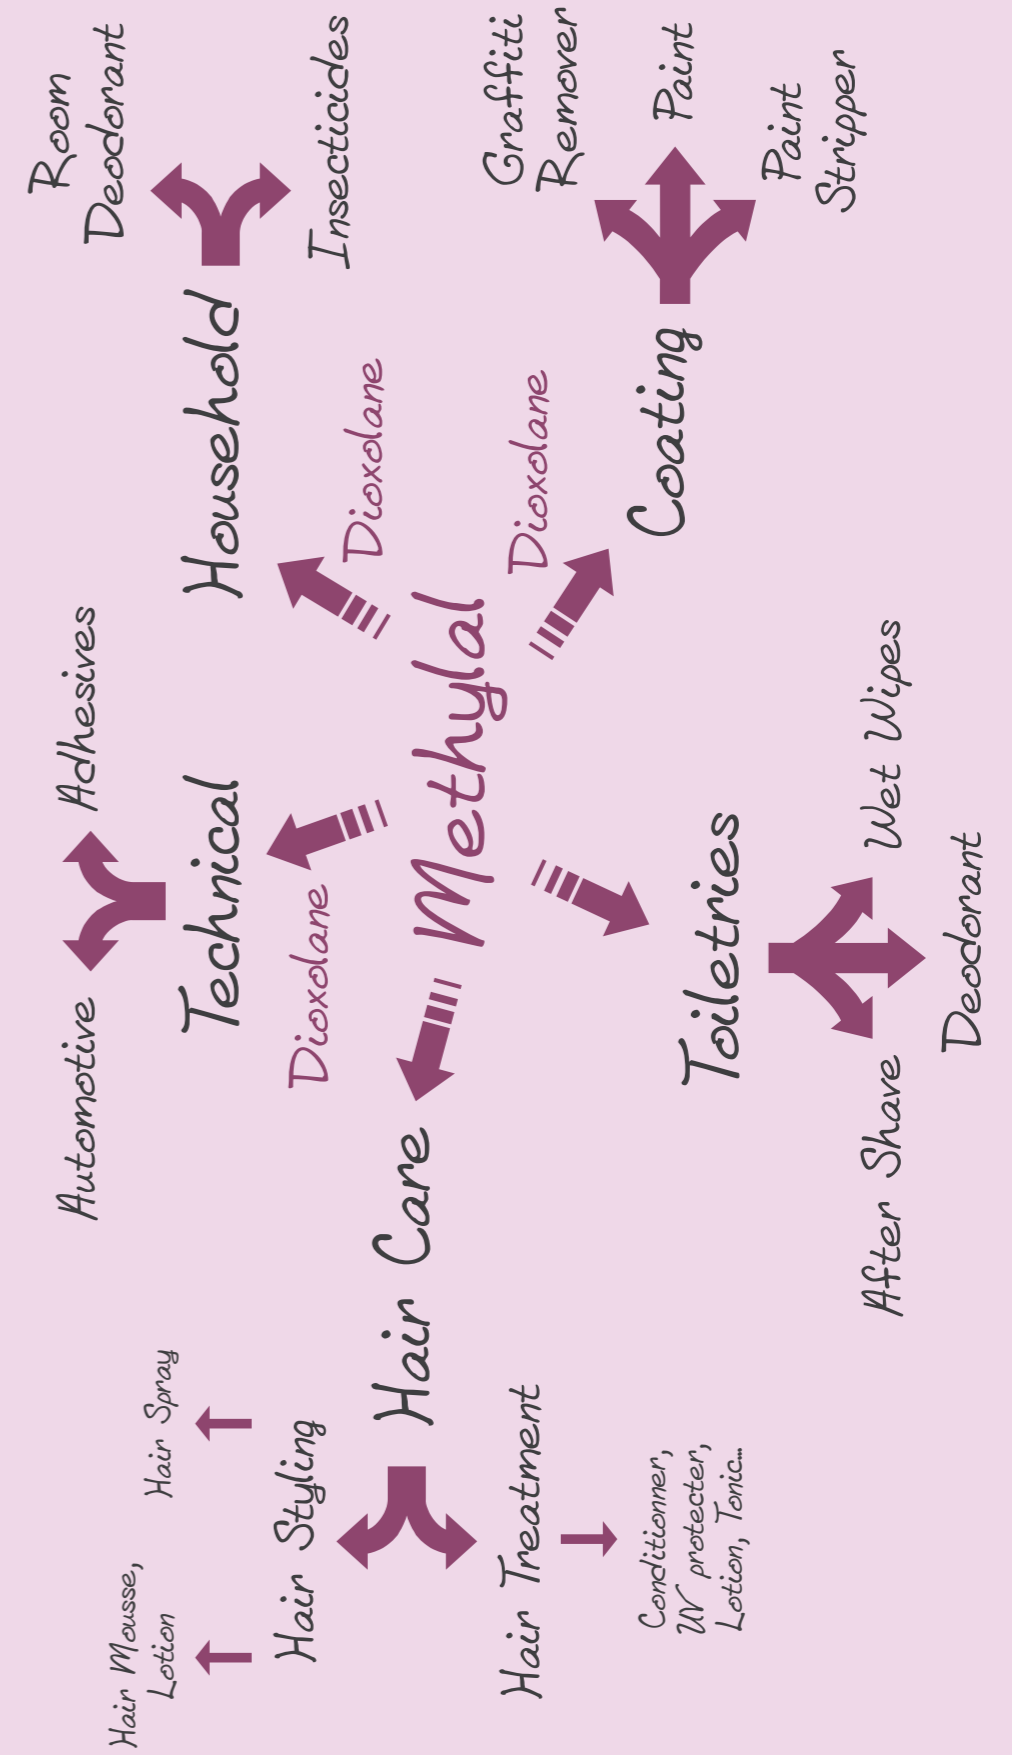 Hair Mousse,
Lotion
Hair Spray
Hair Styling
Hair Care
Hair Treatment
Conditionner,
UV protecter,
Lotion, Tonic...
Automotive
Adhesives
Technical
Dioxolane
Room
Deodorant
Insecticides
Household
Dioxolane
Methylal
Dioxolane
Graffiti
Remover
Paint
Paint
Stripper
Coating
Toiletries
After Shave
Wet Wipes
Deodorant